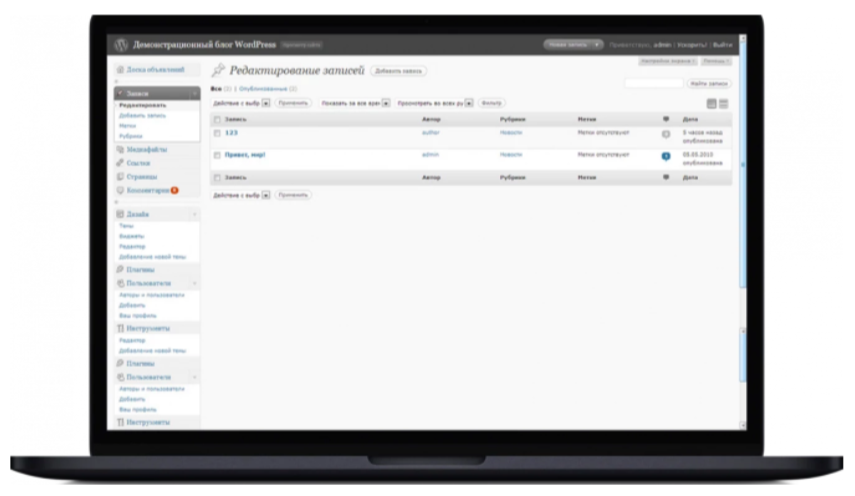 Демонстрационный блог WordPress Просмотр сайта
Новая запись
Приветствую, admin | Ускорить! | Выйти
Настройки экрана
Помощь
Доска объявлений
Записи
Редактировать
Добавить запись
Метки
Рубрики
Медиафайлы
Ссылки
Страницы
Комментарии
Дизайн
Темы
Виджеты
Редактор
Добавление новой темы
Плагины
Пользователи
Авторы и пользователи
Добавить
Ваш профиль
Инструменты
Редактор
Добавление новой темы
Плагины
Пользователи
Авторы и пользователи
Добавить
Ваш профиль
Инструменты
Редактирование записей Добавить запись
Найти записи
Все (2) | Опубликованные (2)
Действия с выбр Применить Показать за все врем Просмотреть во всех ру Фильтр
Запись Автор Рубрики Метки Дата
123 author Новости Метки отсутствуют 0 5 часов назад
опубликована
Привет, мир! admin Новости Метки отсутствуют 1 05.05.2010
опубликована
Запись Автор Рубрики Метки Дата
Действия с выбр Применить